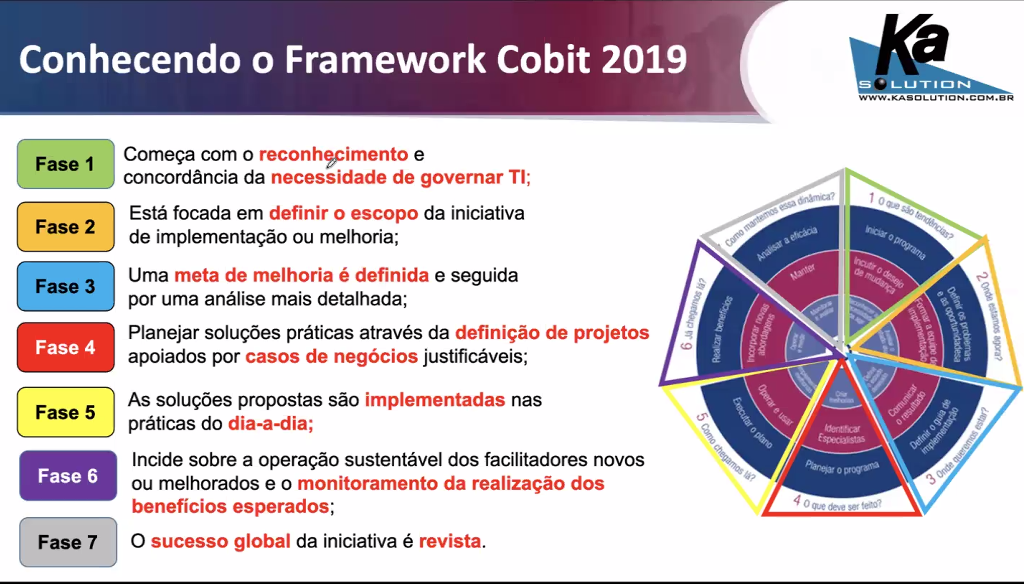 Conhecendo o Framework Cobit 2019
Ka
SOLUTION
WWW.KASOLUTION.COM.BR
Fase 1
Começa com o reconhecimento e
concordância da necessidade de governar TI;
Fase 2
Está focada em definir o escopo da iniciativa
de implementação ou melhoria;
Fase 3
Uma meta de melhoria é definida e seguida
por uma análise mais detalhada;
Fase 4
Planejar soluções práticas através da definição de projetos
apoiados por casos de negócios justificáveis;
Fase 5
As soluções propostas são implementadas nas
práticas do dia-a-dia;
Fase 6
Incide sobre a operação sustentável dos facilitadores novos
ou melhorados e o monitoramento da realização dos
benefícios esperados;
Fase 7
O sucesso global da iniciativa é revista.
1 O que são tendências?
2 Onde estamos agora?
3 Onde queremos estar?
4 O que deve ser feito?
5 Como chegamos lá?
6 Já chegamos lá?
Como mantemos essa dinâmica?
Iniciar o programa
Definir os problemas
e as oportunidades
Definir o guia de
implementação
Planejar o programa
Executar o plano
Realizar benefícios
Analisar a eficácia
Incutir o desejo
de mudança
Formar a equipe de
implementação
Comunicar
o resultado
Identificar
Especialistas
Operar e usar
Incorporar novas
abordagens
Manter
Criar
melhorias